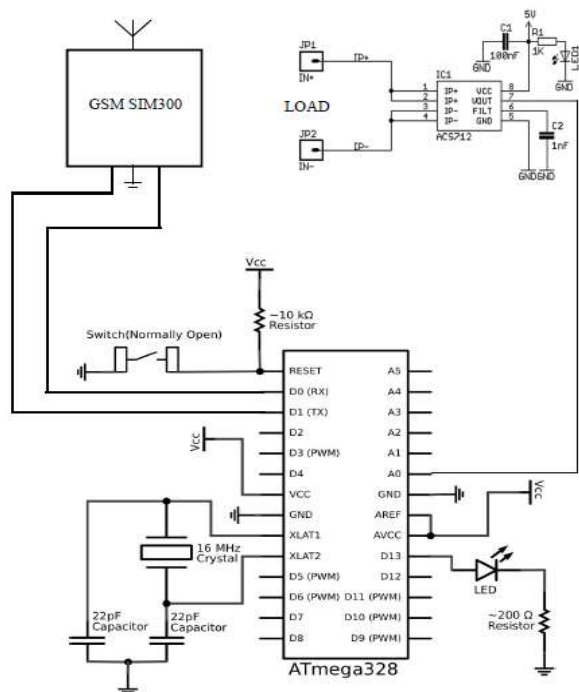 GSM SIM300
JP1
IN+
IP+
LOAD
JP2
IN-
IP-
C1
100nF
GND
5V
R1
1K
LED1
GND
IC1
1 IP+ VCC 8
2 IP+ VOUT 7
3 IP- FILT 6
4 IP- GND 5
ACS712
C2
1nF
GND
GND
Vcc
~10 kΩ
Resistor
Switch(Normally Open)
RESET
D0 (RX)
D1 (TX)
D2
D3 (PWM)
D4
VCC
GND
XLAT1
XLAT2
D5 (PWM)
D6 (PWM)
D7
D8
A5
A4
A3
A2
A1
A0
GND
AREF
AVCC
D13
D12
D11 (PWM)
D10 (PWM)
D9 (PWM)
Vcc
Vcc
16 MHz
Crystal
22pF
Capacitor
22pF
Capacitor
LED
~200 Ω
Resistor
ATmega328